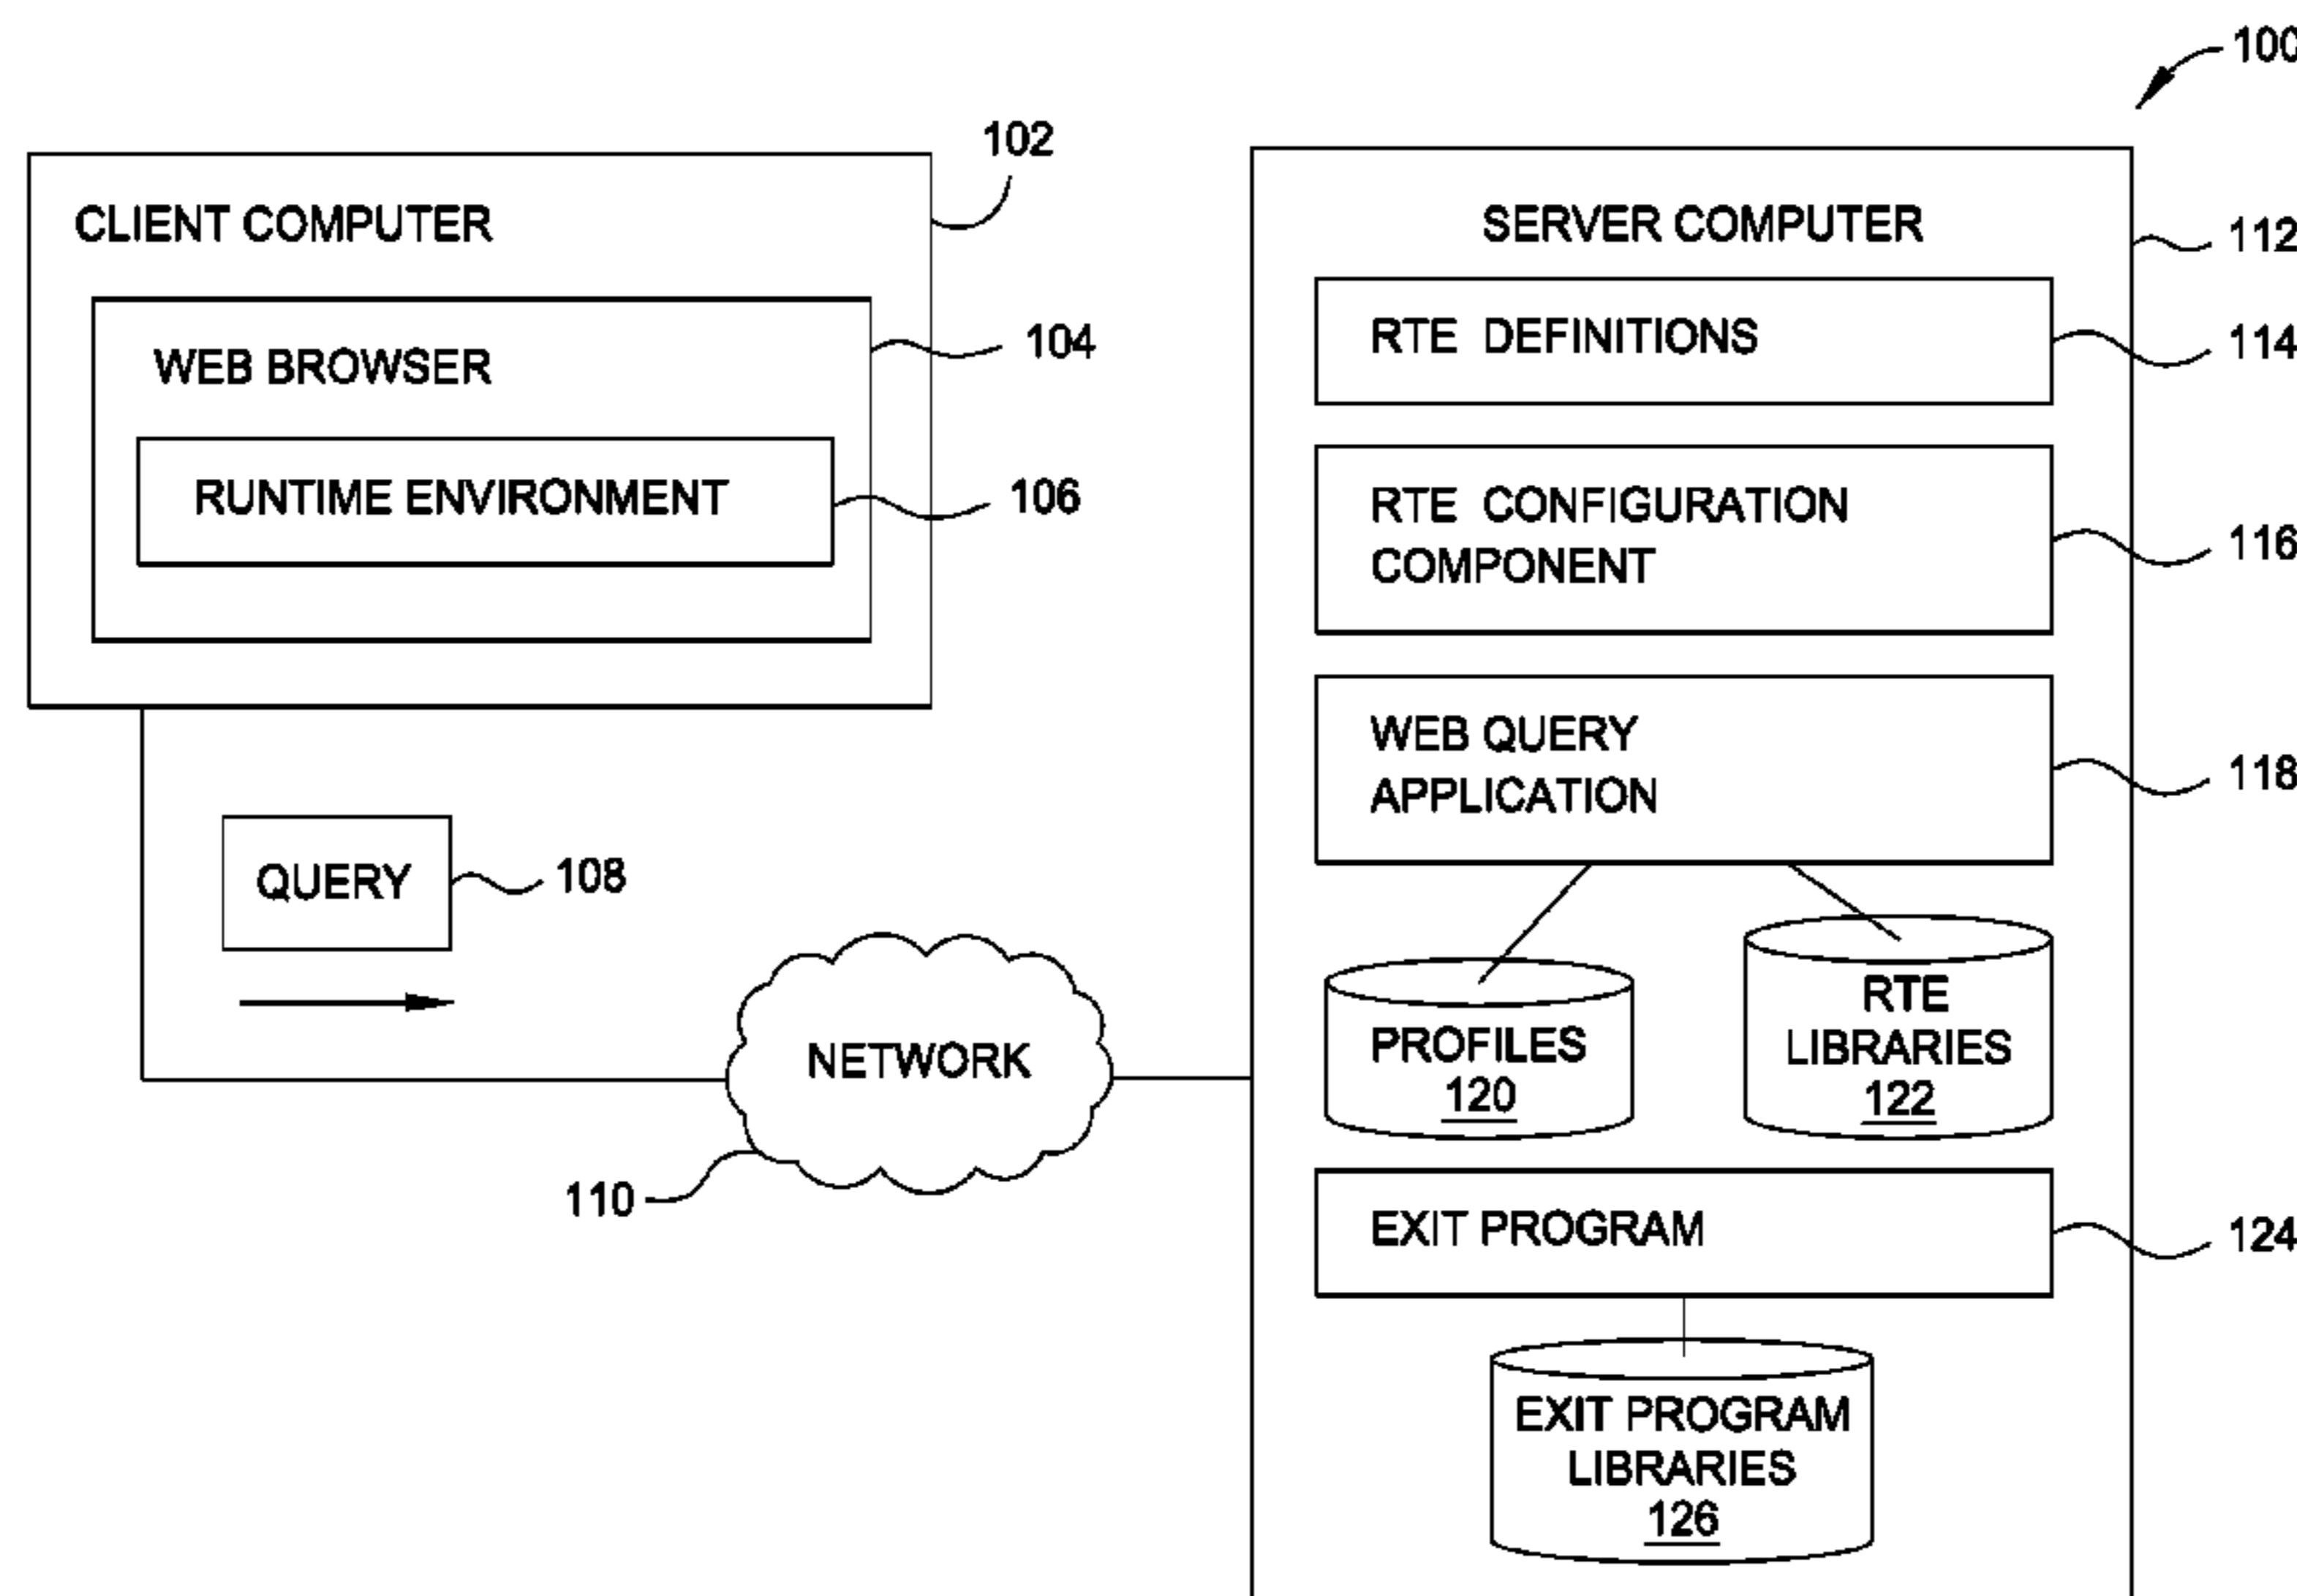 100
102
CLIENT COMPUTER
WEB BROWSER
104
RUNTIME ENVIRONMENT
106
QUERY
108
NETWORK
110
SERVER COMPUTER
112
RTE DEFINITIONS
114
RTE CONFIGURATION
COMPONENT
116
WEB QUERY
APPLICATION
118
PROFILES
120
RTE
LIBRARIES
122
EXIT PROGRAM
124
EXIT PROGRAM
LIBRARIES
126